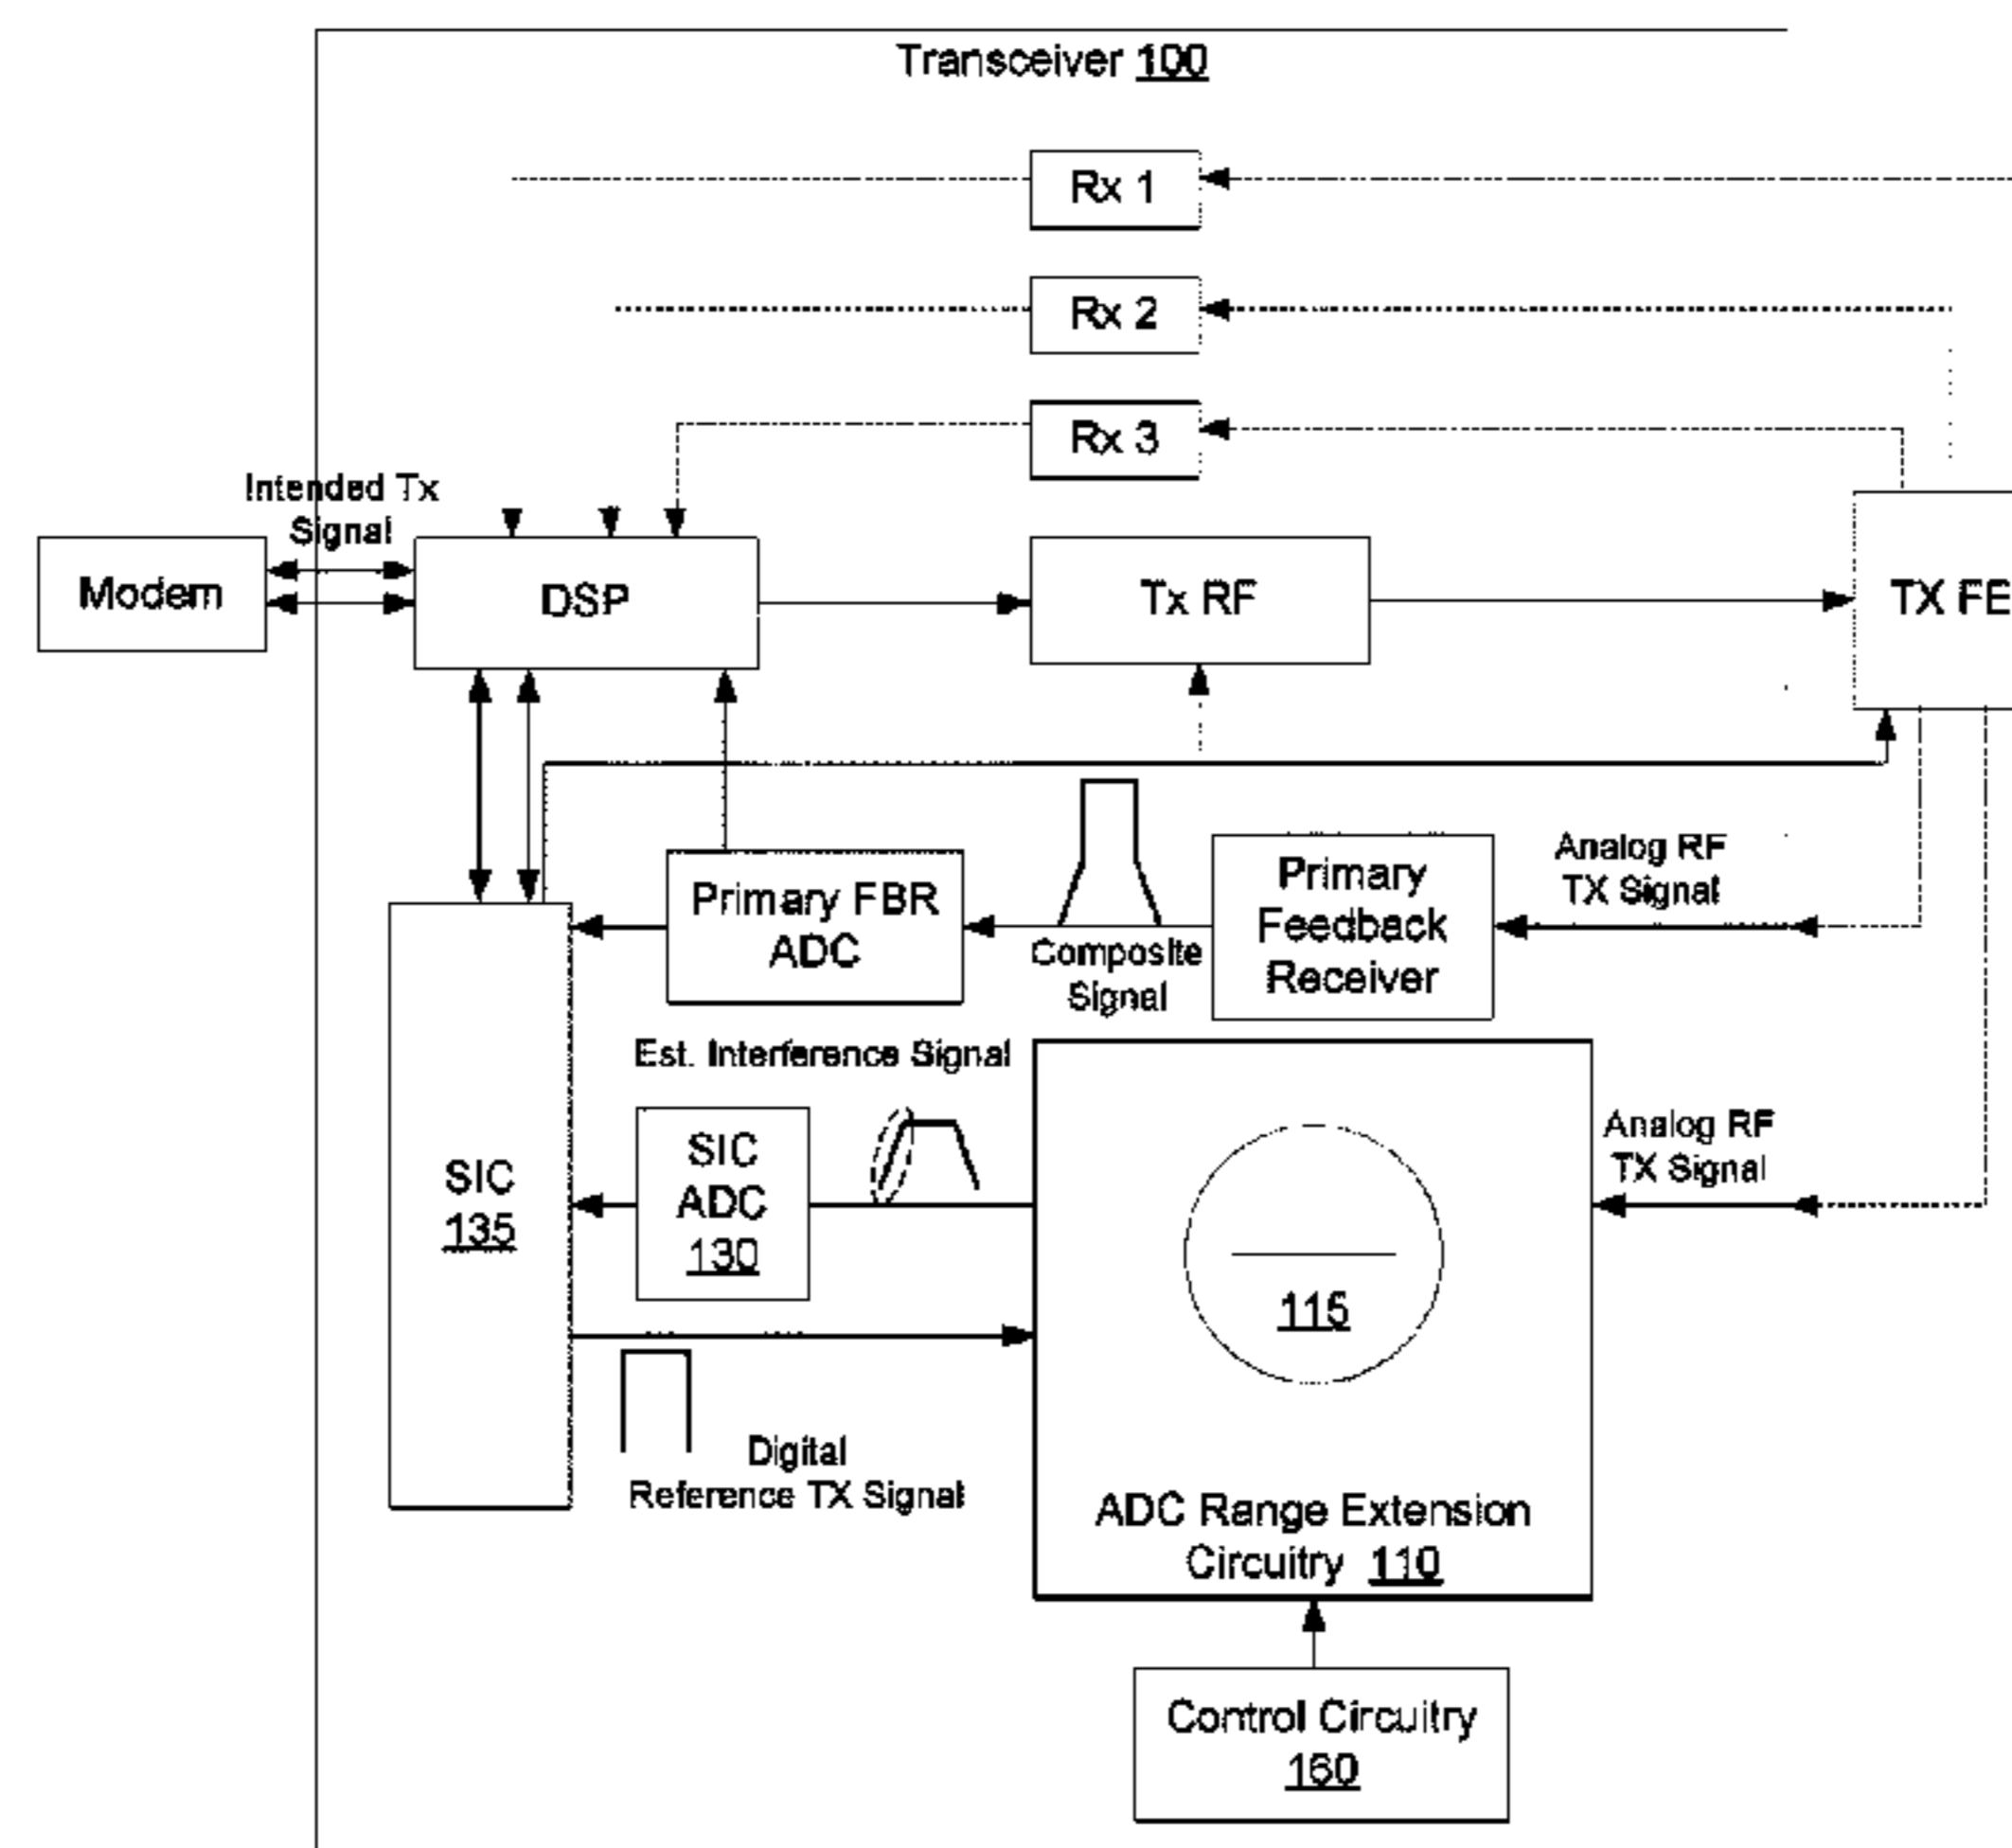 Transceiver 100
Rx 1
Rx 2
Rx 3
Intended Tx
Signal
Modem
DSP
Tx RF
TX FE
Primary FBR
ADC
Composite
Signal
Primary
Feedback
Receiver
Analog RF
TX Signal
Est. Interference Signal
SIC
135
SIC
ADC
130
115
Analog RF
TX Signal
Digital
Reference TX Signal
ADC Range Extension
Circuitry 110
Control Circuitry
160